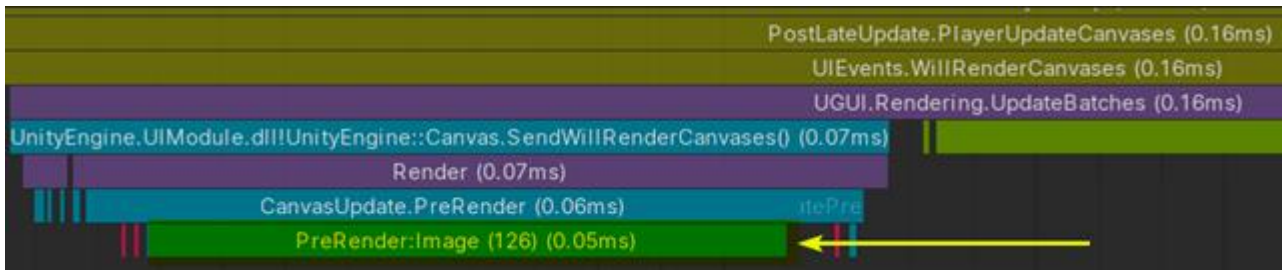 PostLateUpdate.PlayerUpdateCanvases (0.16ms)
UIEvents.WillRenderCanvases (0.16ms)
UGUI.Rendering.UpdateBatches (0.16ms)
UnityEngine.UIModule.dll!UnityEngine::Canvas.SendWillRenderCanvases() (0.07ms)
Render (0.07ms)
CanvasUpdate.PreRender (0.06ms)
PreRender:Image (126) (0.05ms)